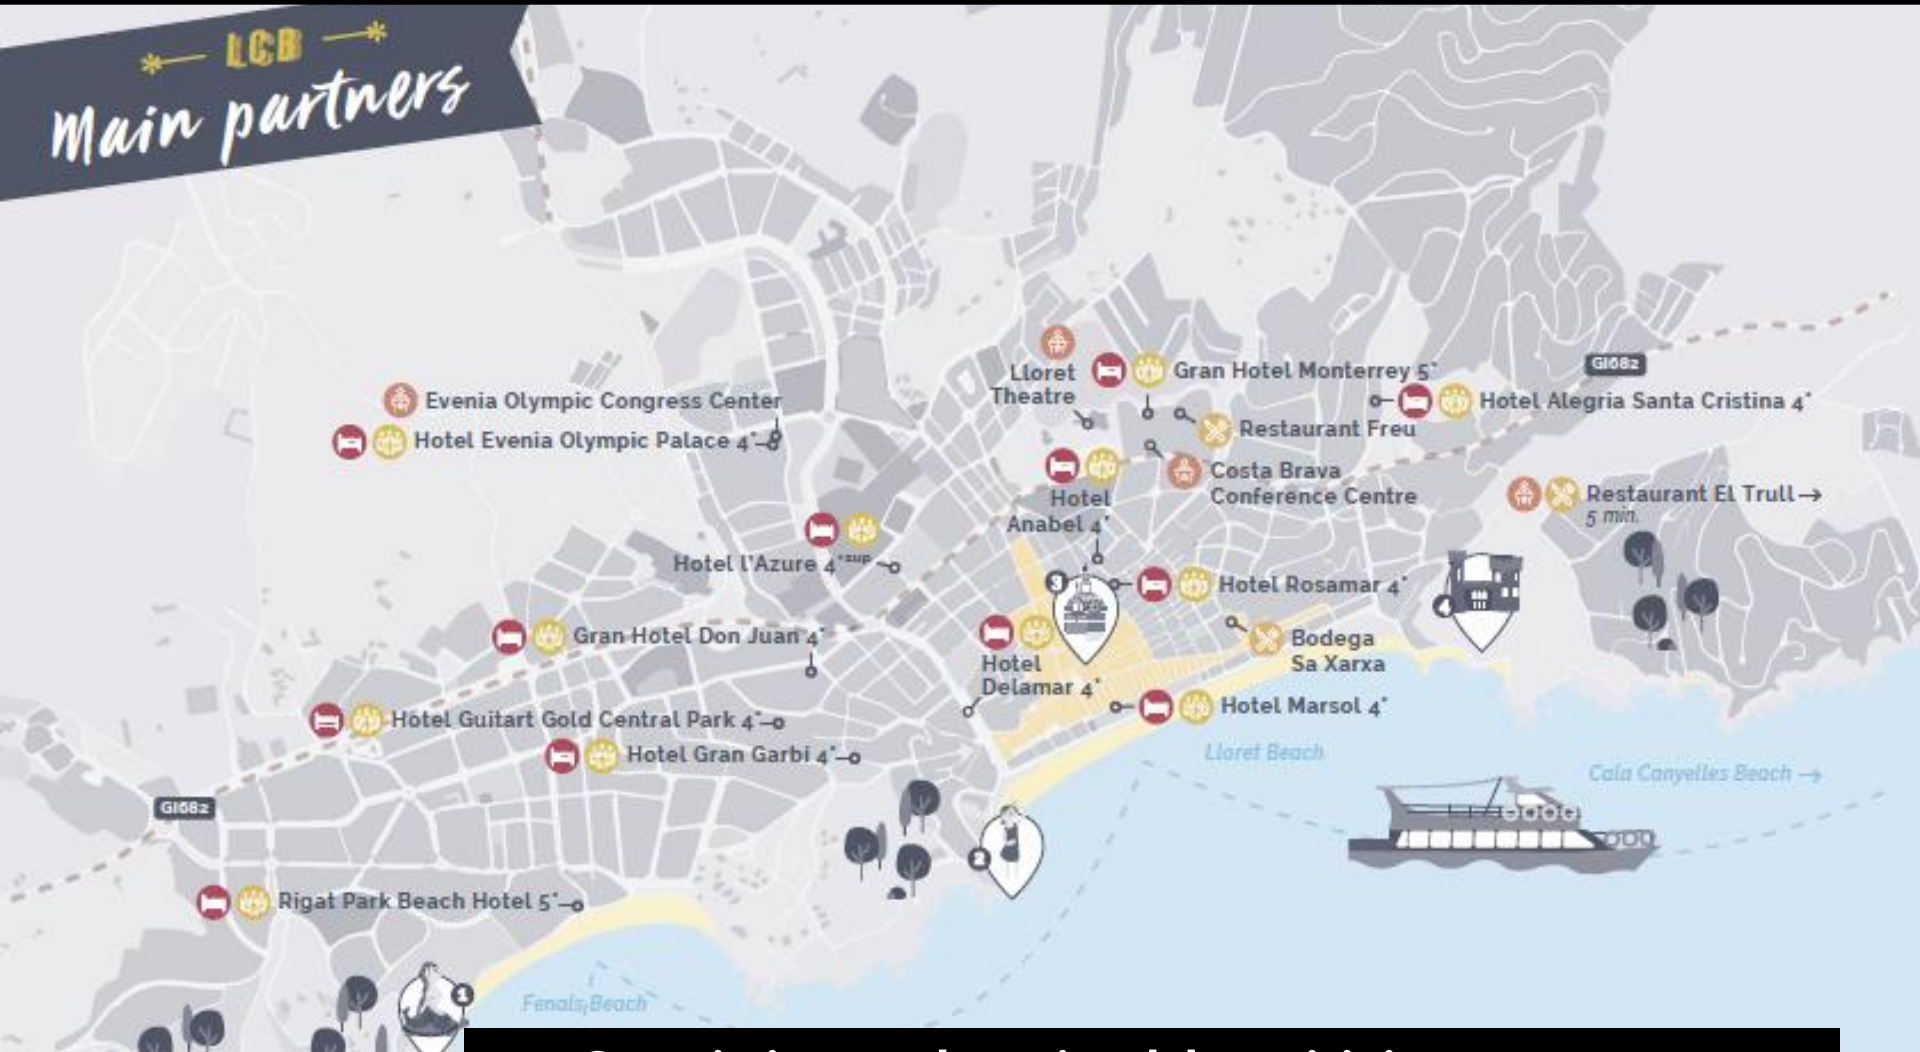 LCB
Main partners
Lloret
Theatre
Gran Hotel Monterrey 5*
GI682
Evenia Olympic Congress Center
Hotel Alegria Santa Cristina 4*
Hotel Evenia Olympic Palace 4*
Restaurant Freu
Costa Brava
Conference Centre
Hotel
Anabel 4*
Restaurant El Trull →
5 min.
Hotel l'Azure 4*sup
3
Hotel Rosamar 4*
4
Gran Hotel Don Juan 4*
Bodega
Sa Xarxa
Hotel
Delamar 4*
Hotel Guitart Gold Central Park 4*
Hotel Marsol 4*
Hotel Gran Garbi 4*
Lloret Beach
Cala Canyelles Beach →
GI682
2
Rigat Park Beach Hotel 5*
1
Fenals Beach